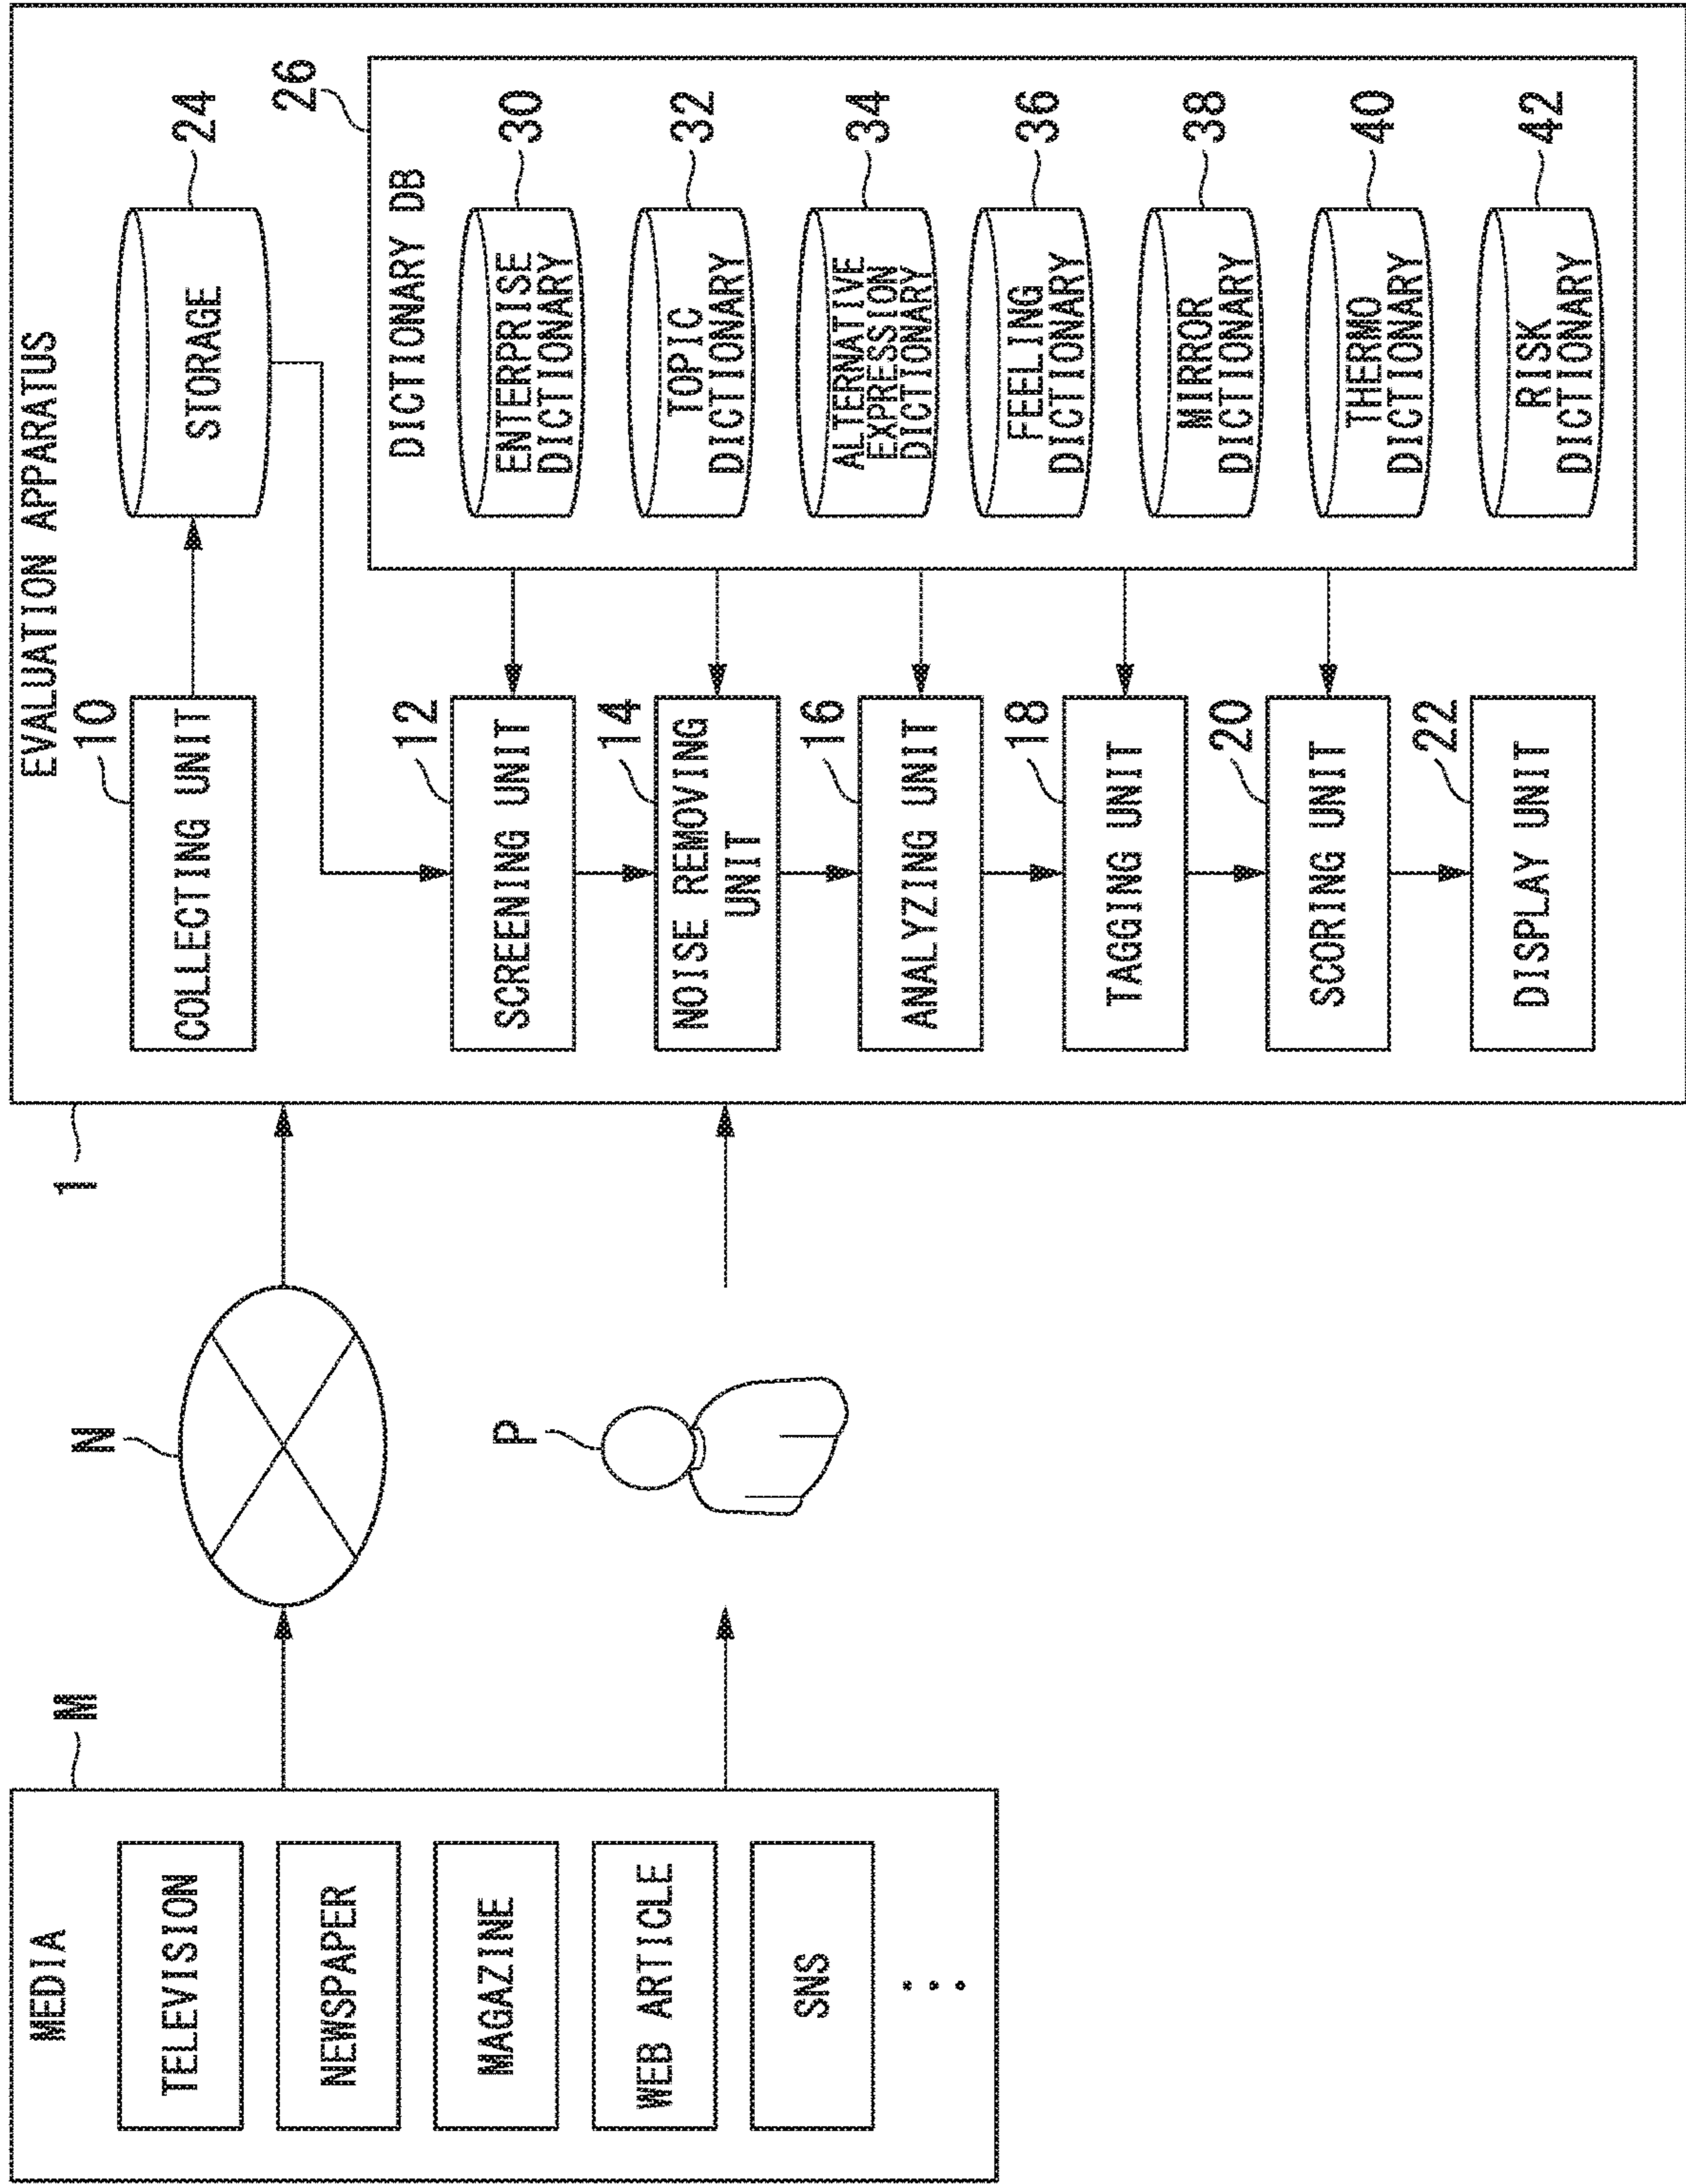 MEDIA
M
TELEVISION
NEWSPAPER
MAGAZINE
WEB ARTICLE
SNS
...
N
P
1
EVALUATION APPARATUS
10
COLLECTING UNIT
24
STORAGE
12
SCREENING UNIT
14
NOISE REMOVING
UNIT
16
ANALYZING UNIT
18
TAGGING UNIT
20
SCORING UNIT
22
DISPLAY UNIT
26
DICTIONARY DB
30
ENTERPRISE
DICTIONARY
32
TOPIC
DICTIONARY
34
ALTERNATIVE
EXPRESSION
DICTIONARY
36
FEELING
DICTIONARY
38
MIRROR
DICTIONARY
40
THERMO
DICTIONARY
42
RISK
DICTIONARY